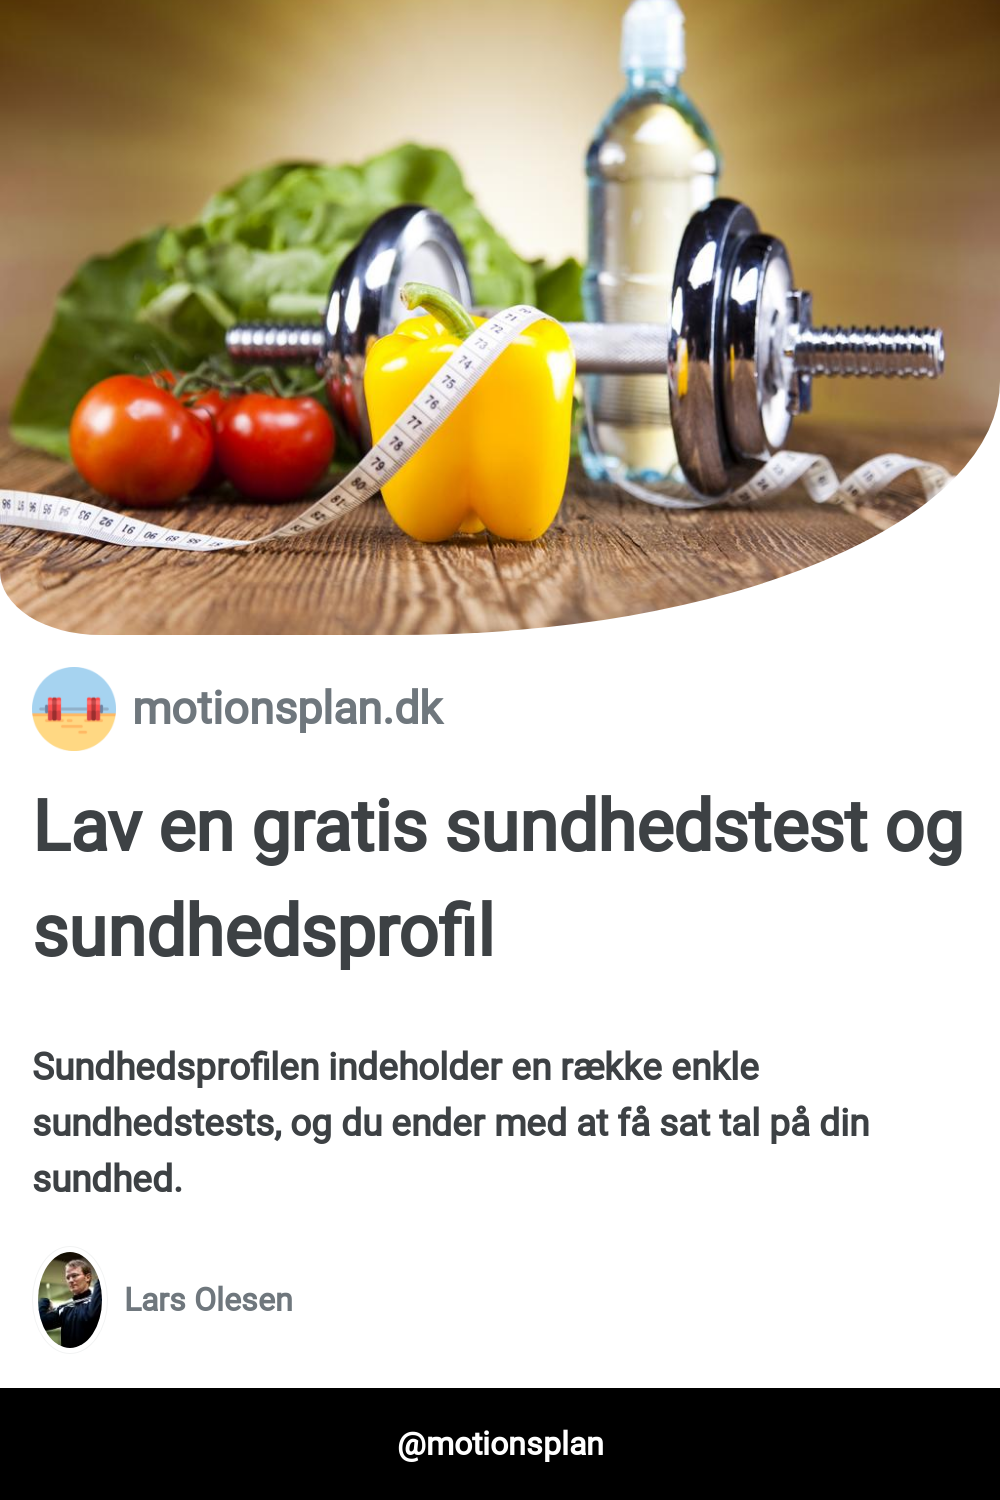 motionsplan.dk
Lav en gratis sundhedstest og
sundhedsprofil
Sundhedsprofilen indeholder en række enkle
sundhedstests, og du ender med at få sat tal på din
sundhed.
Lars Olesen
@motionsplan